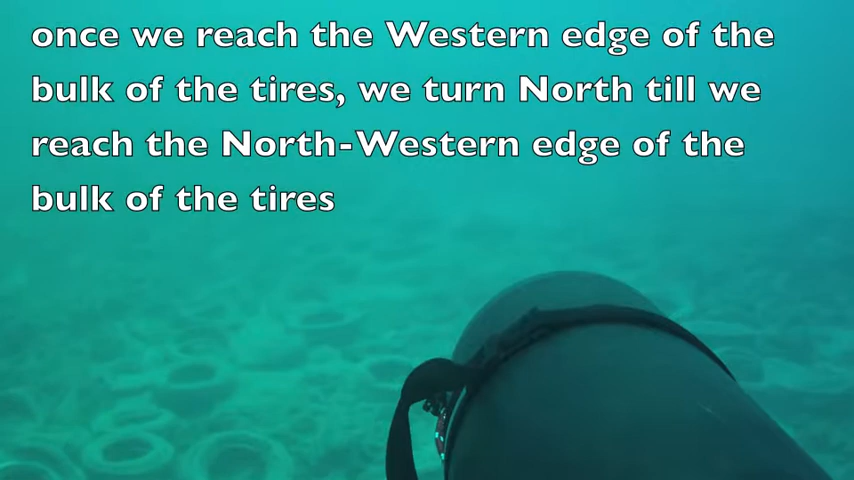 once we reach the Western edge of the
bulk of the tires, we turn North till we
reach the North-Western edge of the
bulk of the tires